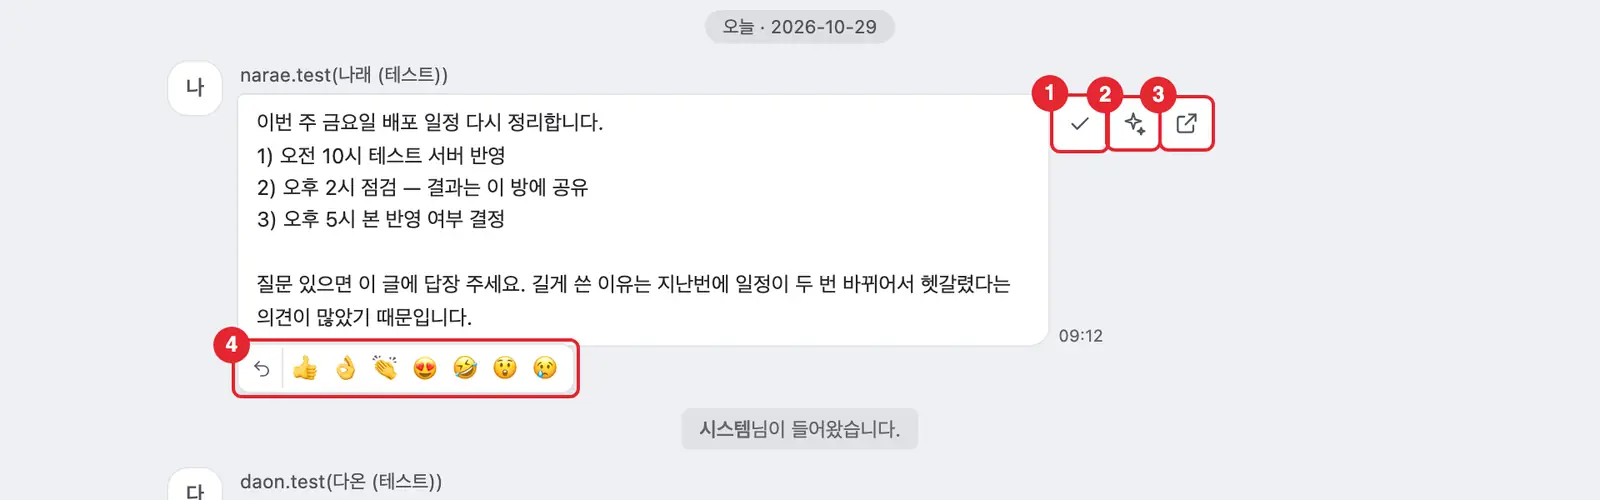 오늘 · 2026-10-29
나
narae.test(나래 (테스트))
이번 주 금요일 배포 일정 다시 정리합니다.
1) 오전 10시 테스트 서버 반영
2) 오후 2시 점검 — 결과는 이 방에 공유
3) 오후 5시 본 반영 여부 결정
질문 있으면 이 글에 답장 주세요. 길게 쓴 이유는 지난번에 일정이 두 번 바뀌어서 헷갈렸다는
의견이 많았기 때문입니다.
1
2
3
09:12
4
시스템님이 들어왔습니다.
다
daon.test(다온 (테스트))